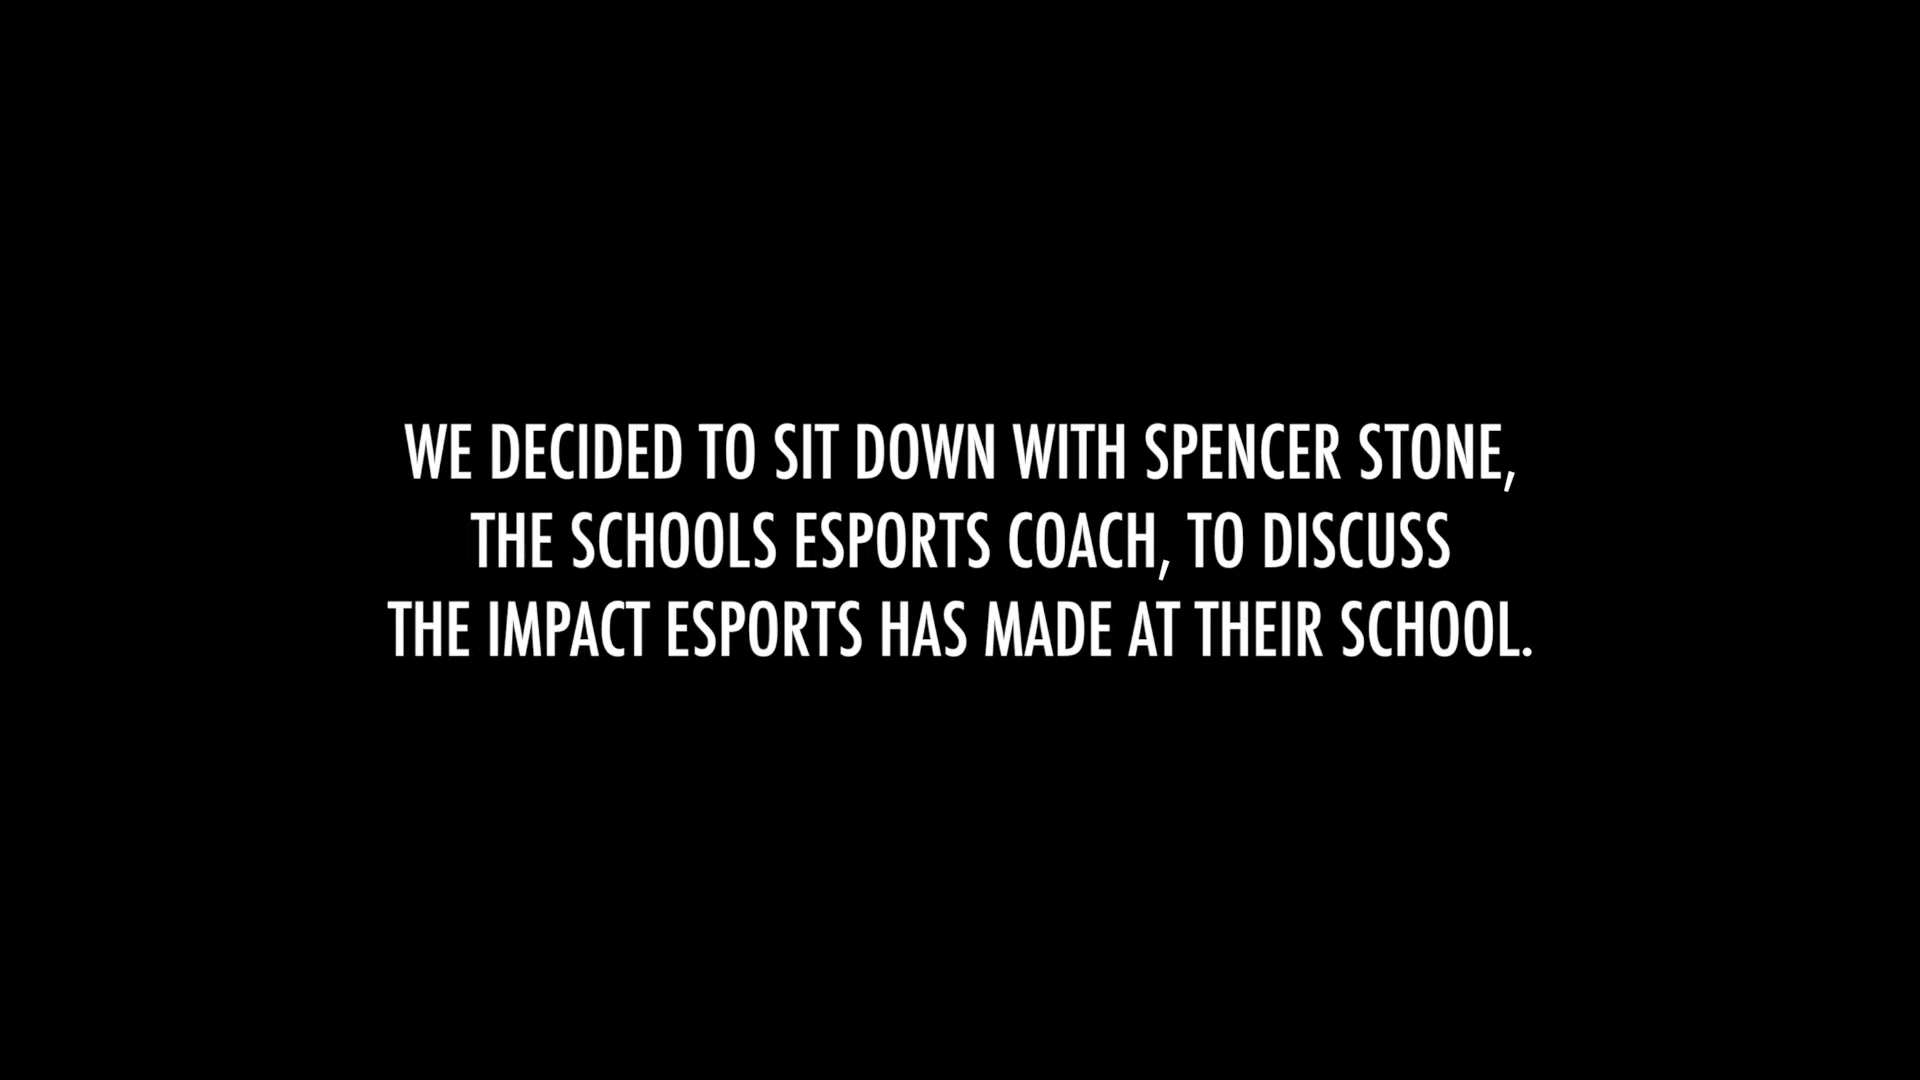 WE DECIDED TO SIT DOWN WITH SPENCER STONE,
THE SCHOOLS ESPORTS COACH, TO DISCUSS
THE IMPACT ESPORTS HAS MADE AT THEIR SCHOOL.